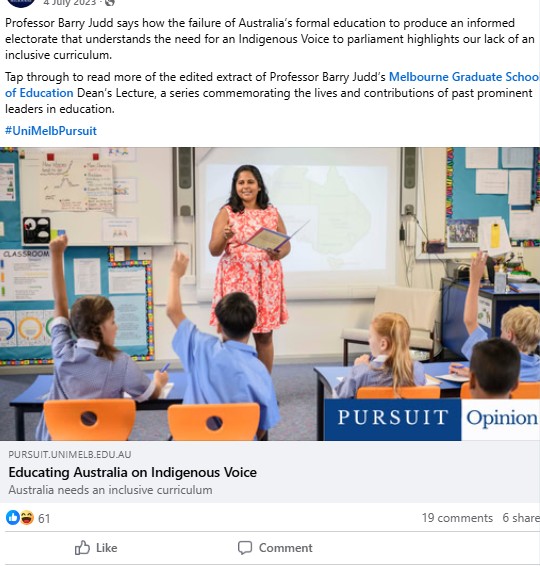 4 July 2023
Professor Barry Judd says how the failure of Australia's formal education to produce an informed
electorate that understands the need for an Indigenous Voice to parliament highlights our lack of an
inclusive curriculum.
Tap through to read more of the edited extract of Professor Barry Judd's Melbourne Graduate Schoo
of Education Dean's Lecture, a series commemorating the lives and contributions of past prominent
leaders in education.
#UniMelbPursuit
CLASSROOM
PURSUIT Opinion
PURSUIT.UNIMELB.EDU.AU
Educating Australia on Indigenous Voice
Australia needs an inclusive curriculum
61
19 comments 6 share
Like Comment